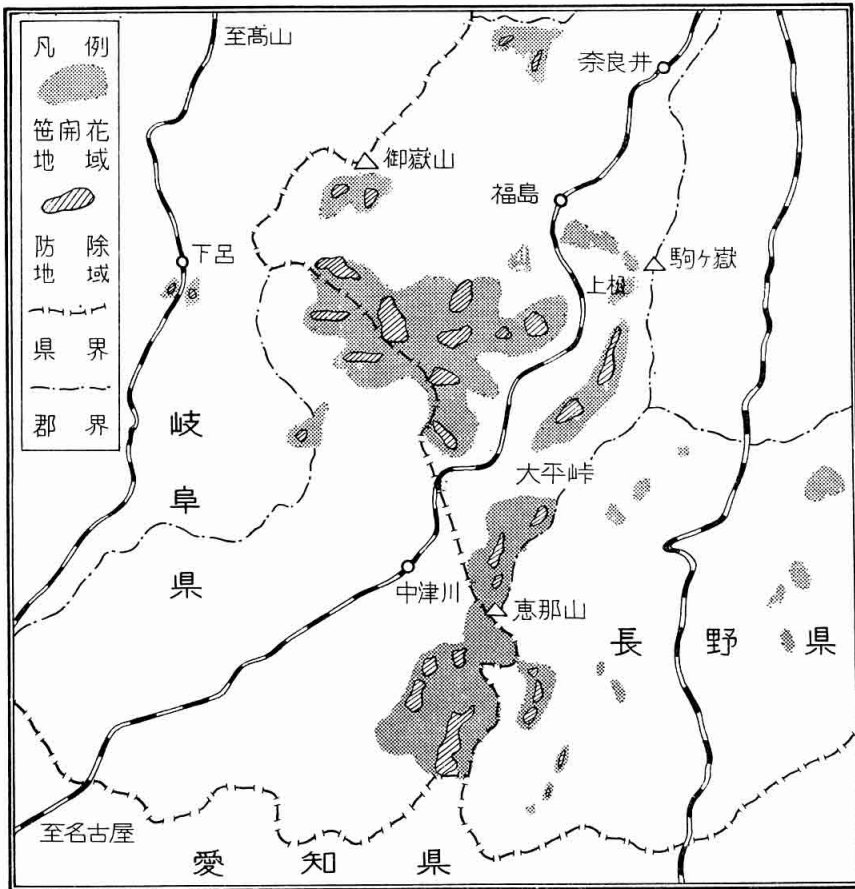 凡例
笹開花
地域
防除
地域
県界
郡界
至髙山
奈良井
御嶽山
福島
下呂
駒ヶ嶽
上松
岐阜県
大平峠
中津川
恵那山
長野県
至名古屋
愛知県